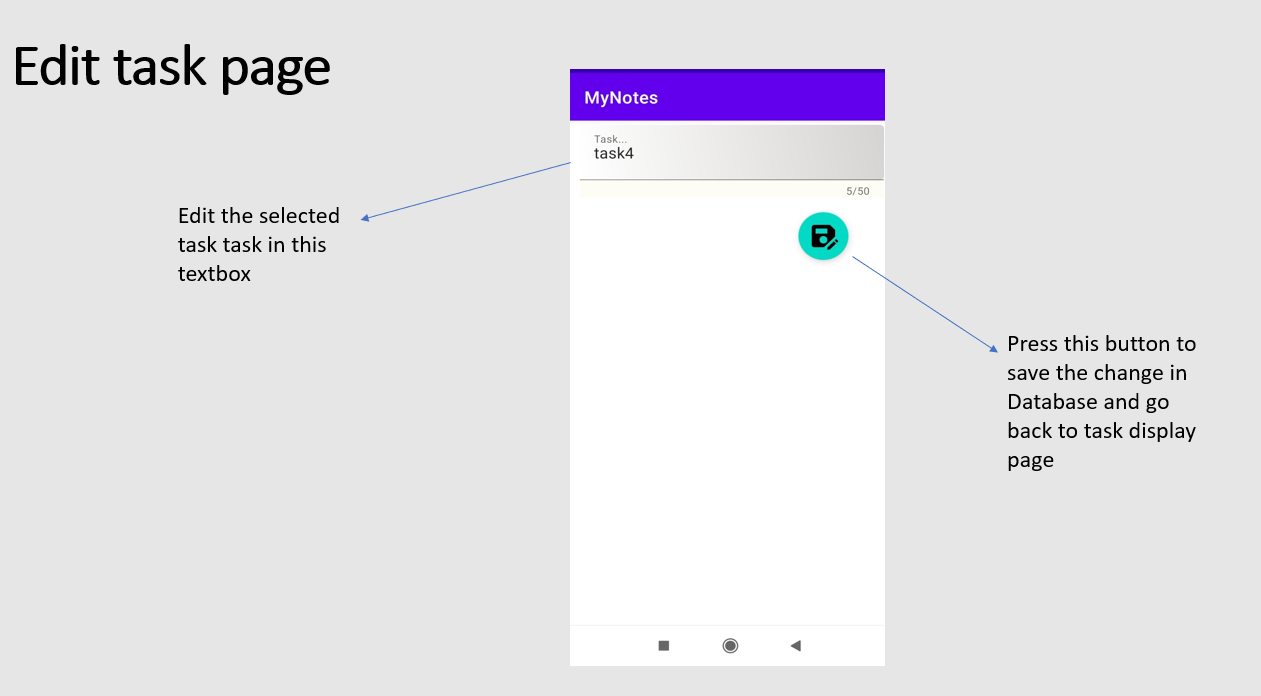 Edit task page
MyNotes
Task...
task4
5/50
Edit the selected
task task in this
textbox
Press this button to
save the change in
Database and go
back to task display
page